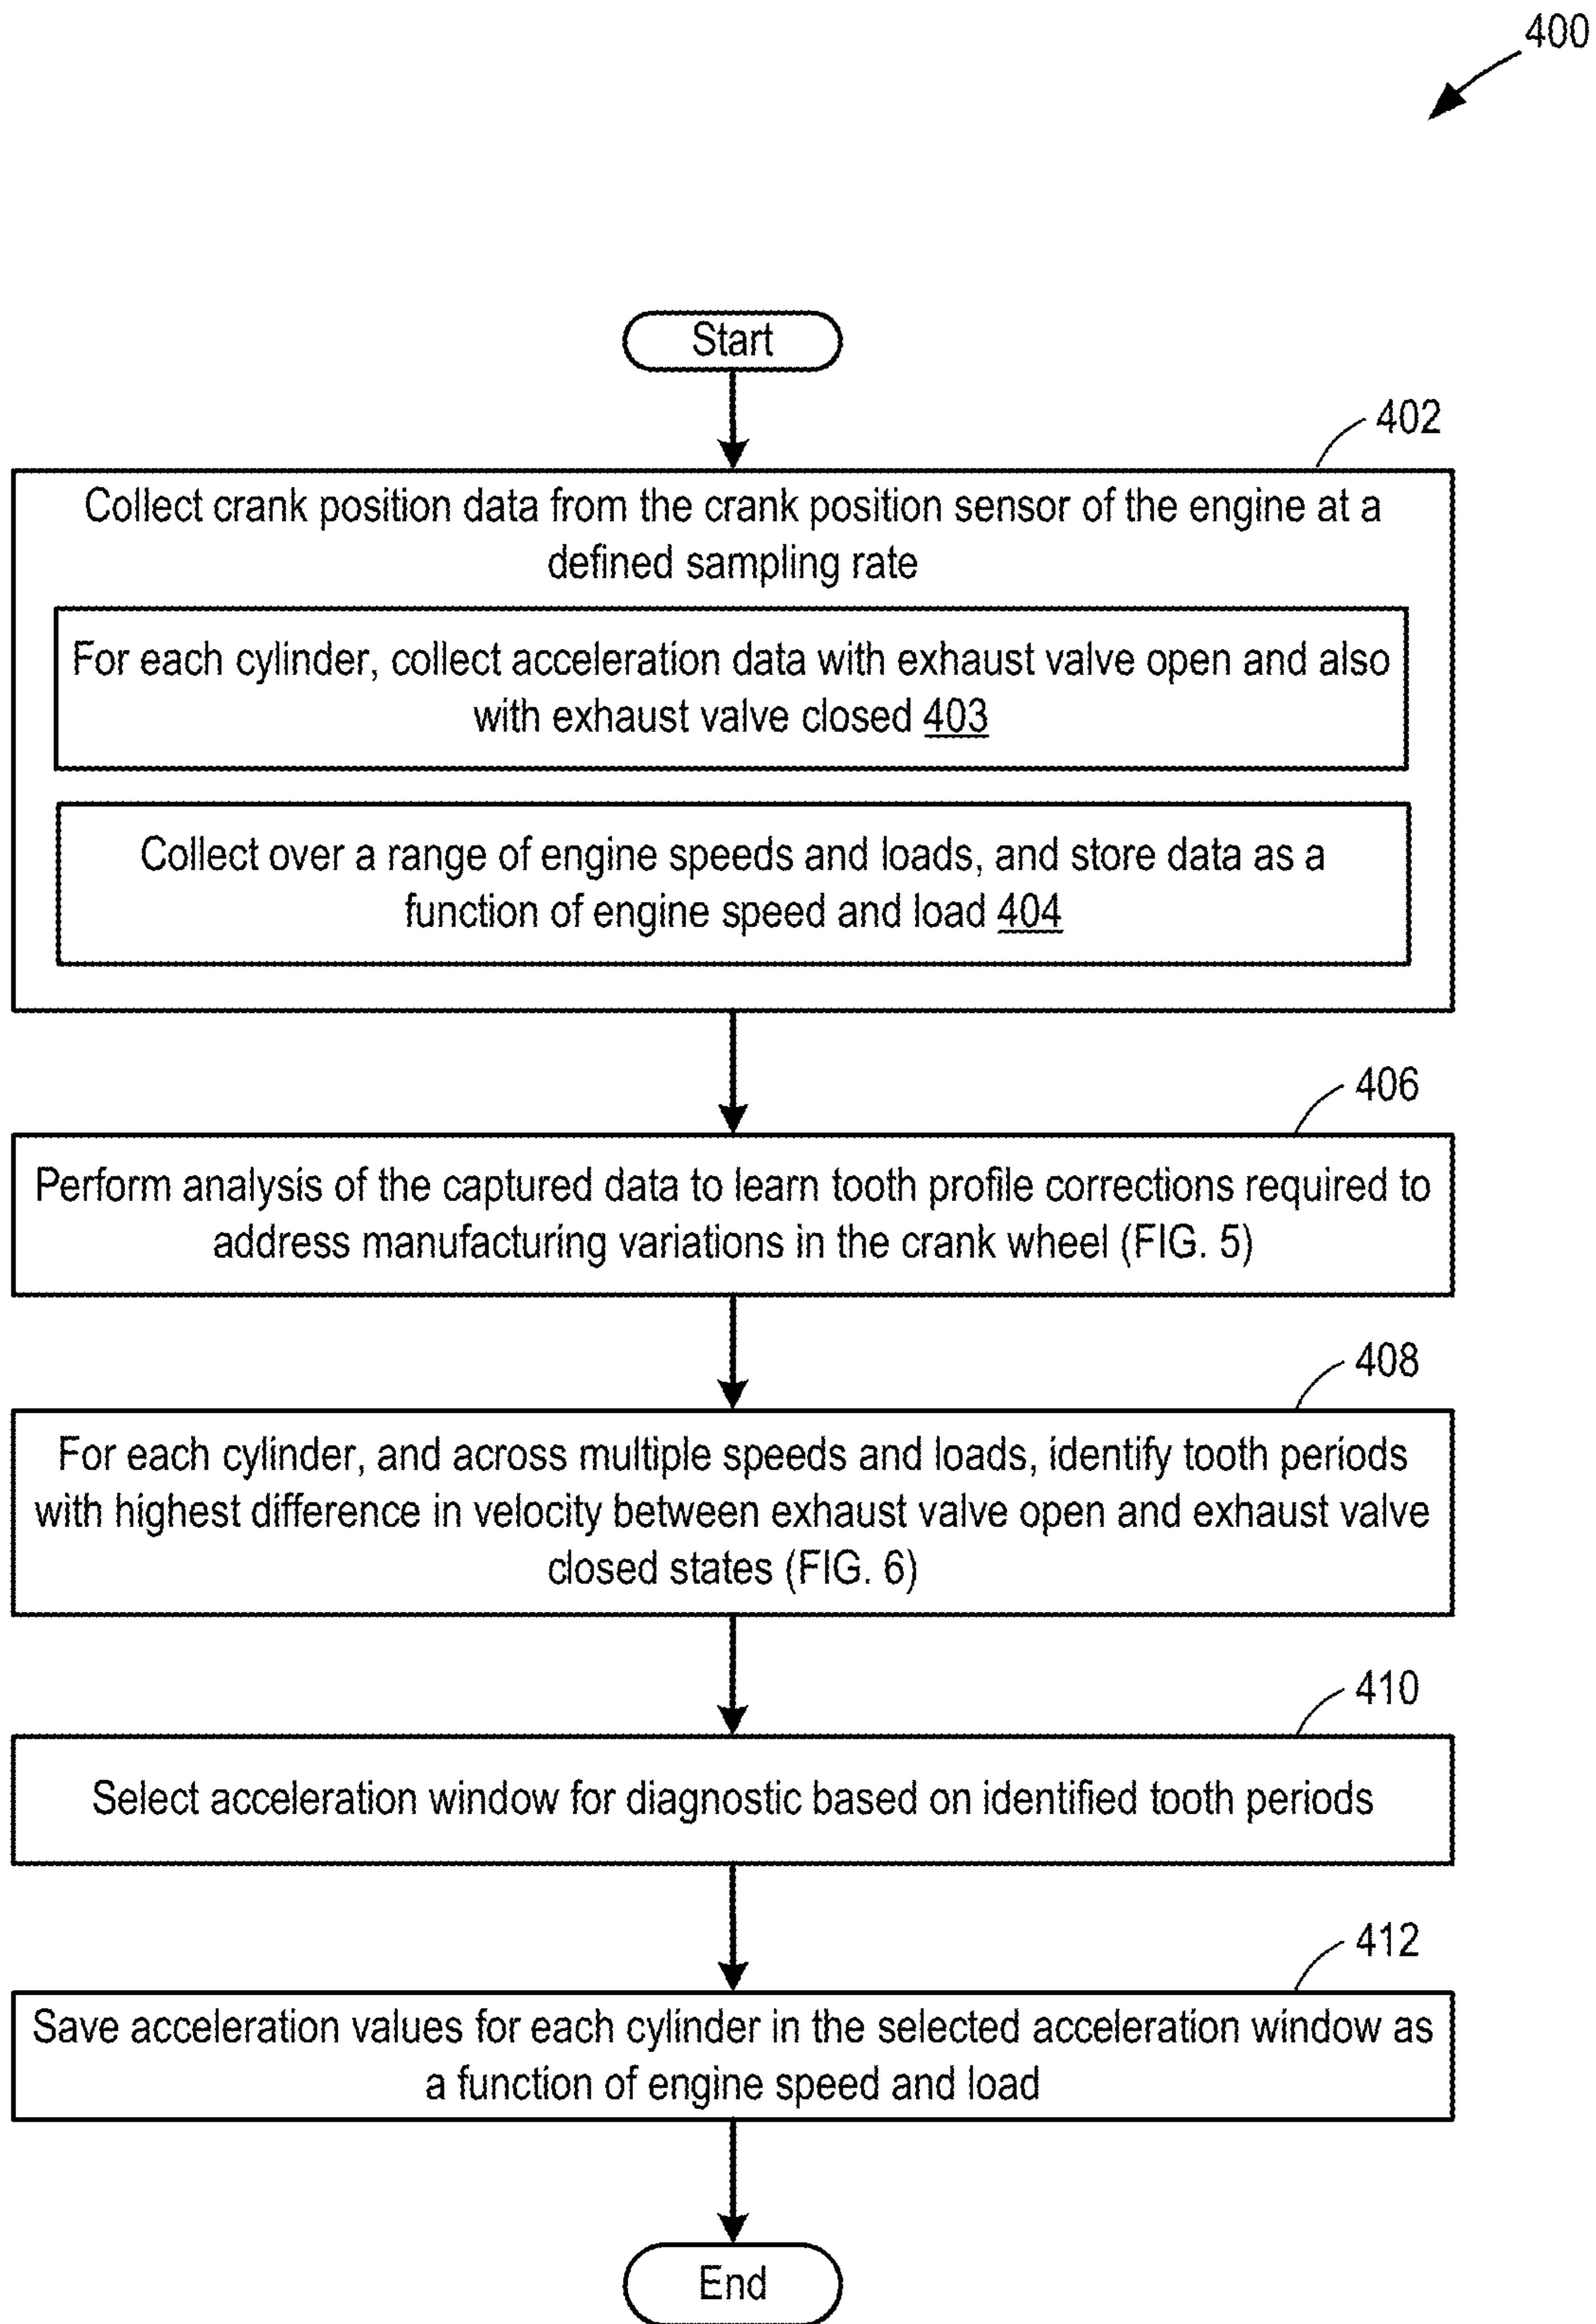 400
Start
402
Collect crank position data from the crank position sensor of the engine at a
defined sampling rate
For each cylinder, collect acceleration data with exhaust valve open and also
with exhaust valve closed 403
Collect over a range of engine speeds and loads, and store data as a
function of engine speed and load 404
406
Perform analysis of the captured data to learn tooth profile corrections required to
address manufacturing variations in the crank wheel (FIG. 5)
408
For each cylinder, and across multiple speeds and loads, identify tooth periods
with highest difference in velocity between exhaust valve open and exhaust valve
closed states (FIG. 6)
410
Select acceleration window for diagnostic based on identified tooth periods
412
Save acceleration values for each cylinder in the selected acceleration window as
a function of engine speed and load
End